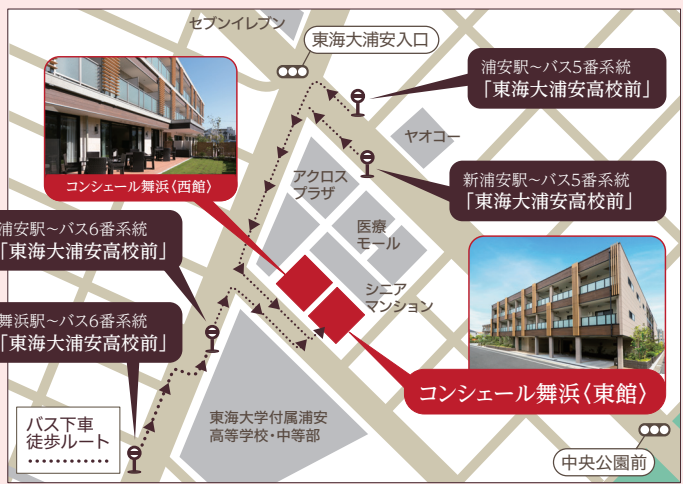 セブンイレブン
東海大浦安入口
浦安駅～バス5番系統
「東海大浦安高校前」
ヤオコー
コンシェール舞浜〈西館〉
アクロス
プラザ
新浦安駅～バス5番系統
「東海大浦安高校前」
医療
モール
浦安駅～バス6番系統
「東海大浦安高校前」
シニア
マンション
舞浜駅～バス6番系統
「東海大浦安高校前」
コンシェール舞浜〈東館〉
バス下車
徒歩ルート
東海大学付属浦安
高等学校・中等部
中央公園前